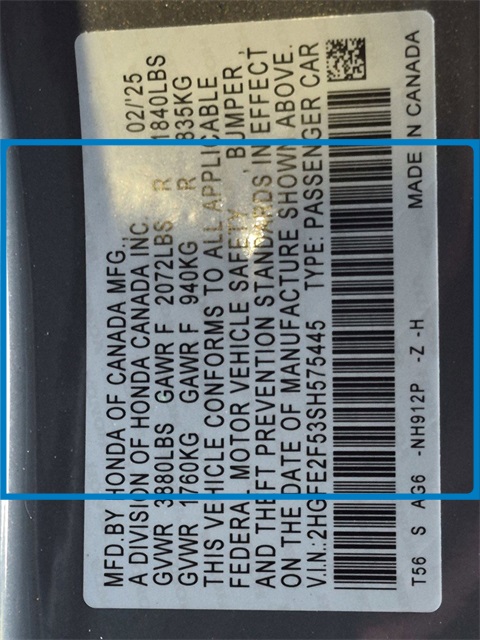 MFD.BY HONDA OF CANADA MFG., 02/'25
A DIVISION OF HONDA CANADA INC.
GVWR 3880LBS GAWR F 2072LBS R 1840LBS
GVWR 1760KG GAWR F 940KG R 835KG
THIS VEHICLE CONFORMS TO ALL APPLICABLE
FEDERAL MOTOR VEHICLE SAFETY, BUMPER,
AND THEFT PREVENTION STANDARDS IN EFFECT
ON THE DATE OF MANUFACTURE SHOWN ABOVE.
V.I.N.:2HGFE2F53SH575445 TYPE: PASSENGER CAR
T56 S AG6 -NH912P -Z -H MADE IN CANADA